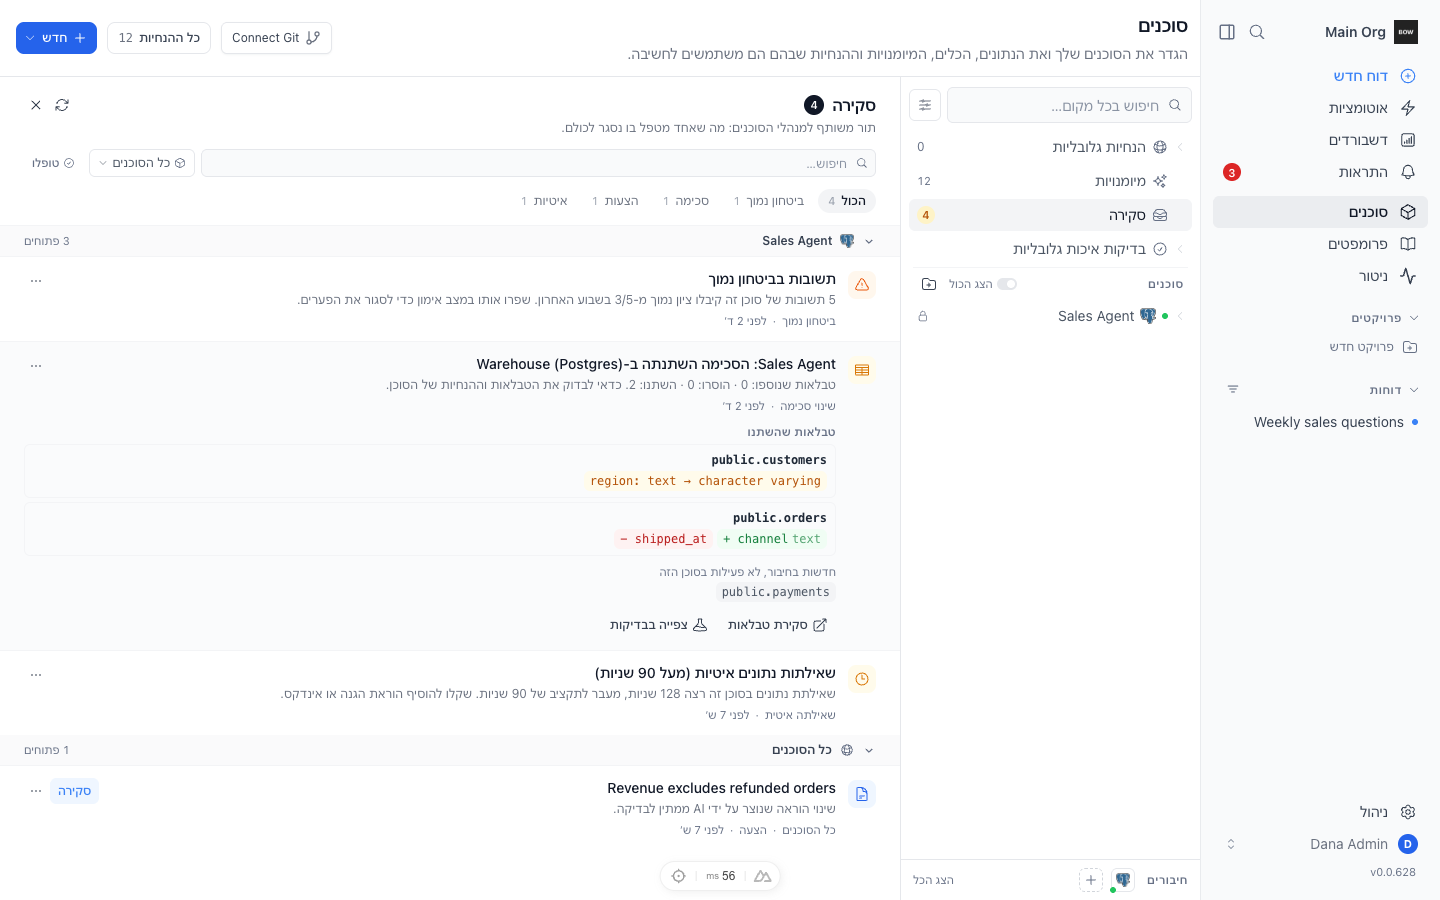 BOW
Main Org
דוח חדש
אוטומציות
דשבורדים
התראות
3
סוכנים
פרומפטים
ניטור
פרויקטים
פרויקט חדש
דוחות
Weekly sales questions
ניהול
D
Dana Admin
v0.0.628
סוכנים
הגדר את הסוכנים שלך ואת הנתונים, הכלים, המיומנויות וההנחיות שבהם הם משתמשים לחשיבה.
Connect Git
כל ההנחיות 12
חדש
חיפוש בכל מקום...
הנחיות גלובליות 0
מיומנויות 12
סקירה 4
בדיקות איכות גלובליות
סוכנים
הצג הכול
Sales Agent
חיבורים
הצג הכל
סקירה 4
תור משותף למנהלי הסוכנים: מה שאחד מטפל בו נסגר לכולם.
חיפוש...
כל הסוכנים
טופלו
הכול 4
ביטחון נמוך 1
סכימה 1
הצעות 1
איטיות 1
Sales Agent
3 פתוחים
תשובות בביטחון נמוך
5 תשובות של סוכן זה קיבלו ציון נמוך מ-3/5 בשבוע האחרון. שפרו אותו במצב אימון כדי לסגור את הפערים.
ביטחון נמוך · לפני 2 ד'
Sales Agent: הסכימה השתנתה ב-Warehouse (Postgres)
טבלאות שנוספו: 0 · הוסרו: 0 · השתנו: 2. כדאי לבדוק את הטבלאות וההנחיות של הסוכן.
שינוי סכימה · לפני 2 ד'
טבלאות שהשתנו
public.customers
region: text → character varying
public.orders
+ channel text
− shipped_at
חדשות בחיבור, לא פעילות בסוכן הזה
public.payments
סקירת טבלאות
צפייה בבדיקות
שאילתות נתונים איטיות (מעל 90 שניות)
שאילתת נתונים בסוכן זה רצה 128 שניות, מעבר לתקציב של 90 שניות. שקלו להוסיף הוראת הגנה או אינדקס.
שאילתה איטית · לפני 7 ש'
כל הסוכנים
1 פתוחים
Revenue excludes refunded orders
שינוי הוראה שנוצר על ידי AI ממתין לבדיקה.
כל הסוכנים · הצעה · לפני 7 ש'
סקירה
56 ms